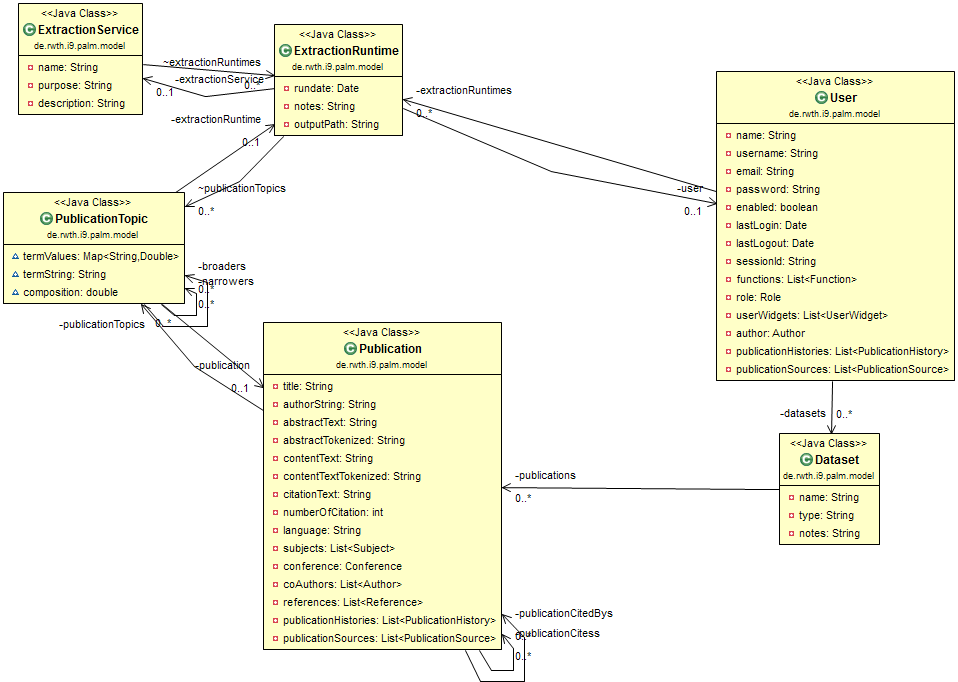 <<Java Class>>
ExtractionService
de.rwth.i9.palm.model
name: String
purpose: String
description: String
<<Java Class>>
ExtractionRuntime
de.rwth.i9.palm.model
rundate: Date
notes: String
outputPath: String
~extractionRuntimes
0..*
-extractionService
0..1
-extractionRuntime
0..1
~publicationTopics
0..*
-extractionRuntimes
0..*
-user
0..1
<<Java Class>>
User
de.rwth.i9.palm.model
name: String
username: String
email: String
password: String
enabled: boolean
lastLogin: Date
lastLogout: Date
sessionId: String
functions: List<Function>
role: Role
userWidgets: List<UserWidget>
author: Author
publicationHistories: List<PublicationHistory>
publicationSources: List<PublicationSource>
<<Java Class>>
PublicationTopic
de.rwth.i9.palm.model
termValues: Map<String,Double>
termString: String
composition: double
-broaders
0..*
-narrowers
0..*
-publicationTopics
0..*
-publication
0..1
<<Java Class>>
Publication
de.rwth.i9.palm.model
title: String
authorString: String
abstractText: String
abstractTokenized: String
contentText: String
contentTextTokenized: String
citationText: String
numberOfCitation: int
language: String
subjects: List<Subject>
conference: Conference
coAuthors: List<Author>
references: List<Reference>
publicationHistories: List<PublicationHistory>
publicationSources: List<PublicationSource>
-datasets
0..*
<<Java Class>>
Dataset
de.rwth.i9.palm.model
name: String
type: String
notes: String
-publications
0..*
-publicationCitedBys
0..*
-publicationCitess
0..*